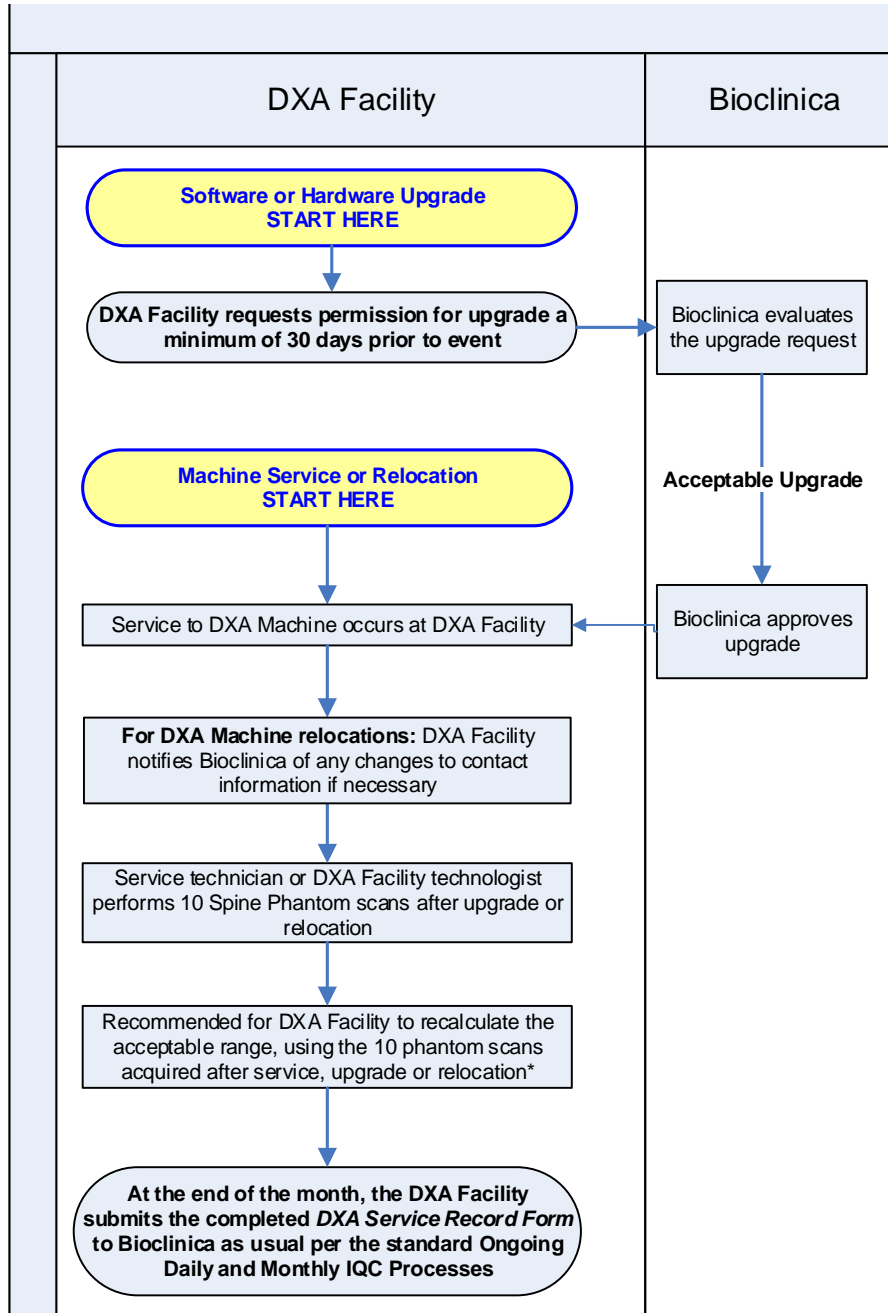 DXA Facility
Bioclinica
Software or Hardware Upgrade
START HERE
DXA Facility requests permission for upgrade a
minimum of 30 days prior to event
Bioclinica evaluates
the upgrade request
Machine Service or Relocation
START HERE
Acceptable Upgrade
Service to DXA Machine occurs at DXA Facility
Bioclinica approves
upgrade
For DXA Machine relocations: DXA Facility
notifies Bioclinica of any changes to contact
information if necessary
Service technician or DXA Facility technologist
performs 10 Spine Phantom scans after upgrade or
relocation
Recommended for DXA Facility to recalculate the
acceptable range, using the 10 phantom scans
acquired after service, upgrade or relocation*
At the end of the month, the DXA Facility
submits the completed DXA Service Record Form
to Bioclinica as usual per the standard Ongoing
Daily and Monthly IQC Processes